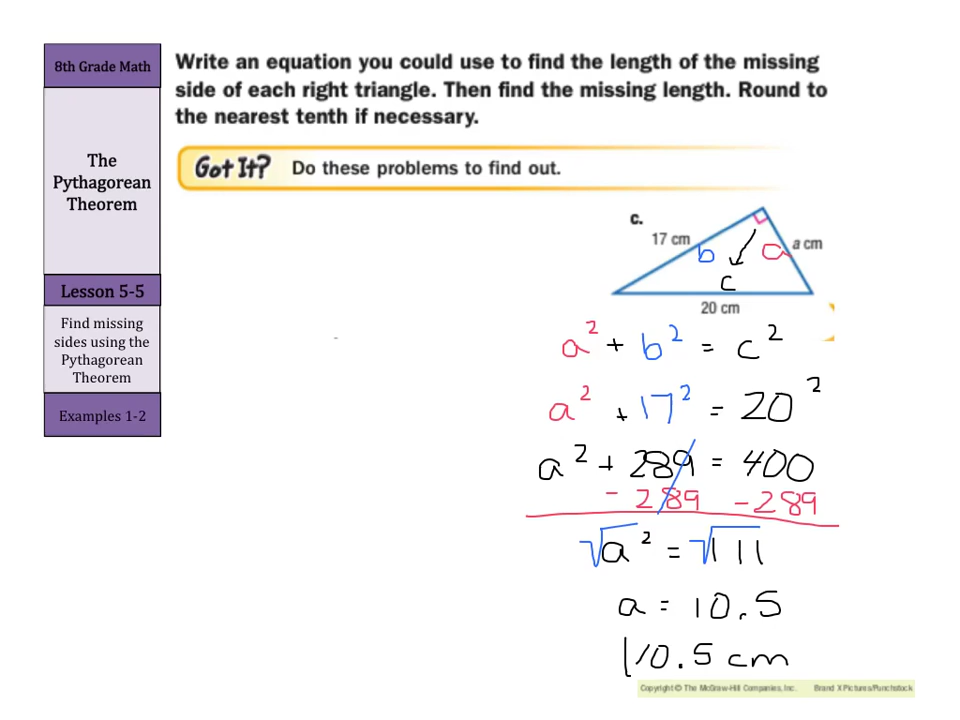 8th Grade Math
The
Pythagorean
Theorem
Lesson 5-5
Find missing
sides using the
Pythagorean
Theorem
Examples 1-2
Write an equation you could use to find the length of the missing
side of each right triangle. Then find the missing length. Round to
the nearest tenth if necessary.
Got It? Do these problems to find out.
c.
17 cm
b
a
a cm
c
20 cm
a² + b² = c²
a² + 17² = 20²
a² + 289 = 400
- 289 - 289
√a² = √111
a = 10.5
10.5 cm
Copyright © The McGraw-Hill Companies, Inc. Brand X Pictures/Punchstock